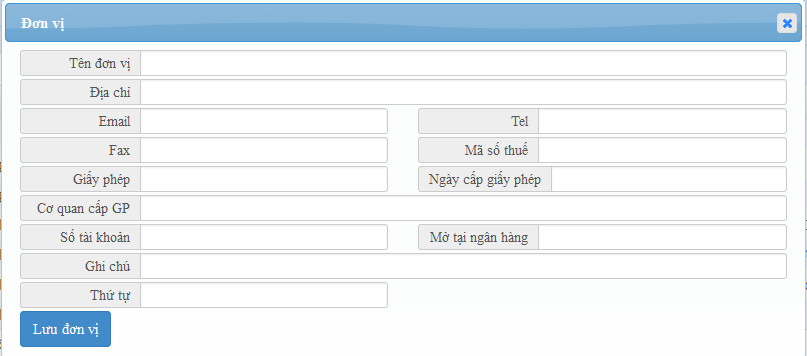 Đơn vị
Tên đơn vị
Địa chỉ
Email Tel
Fax Mã số thuế
Giấy phép Ngày cấp giấy phép
Cơ quan cấp GP
Số tài khoản Mở tại ngân hàng
Ghi chú
Thứ tự
Lưu đơn vị